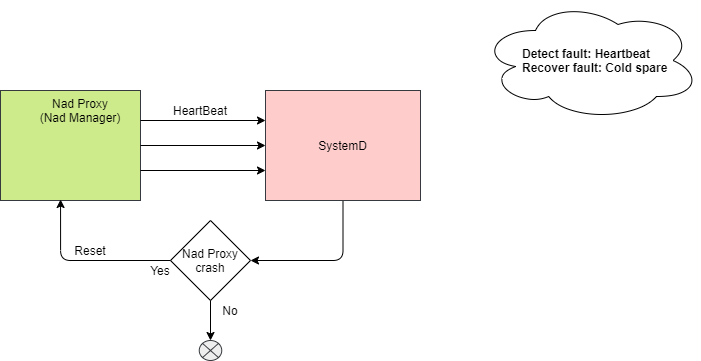 Detect fault: Heartbeat
Recover fault: Cold spare
Nad Proxy
(Nad Manager)
HeartBeat
SystemD
Reset
Nad Proxy
crash
Yes
No